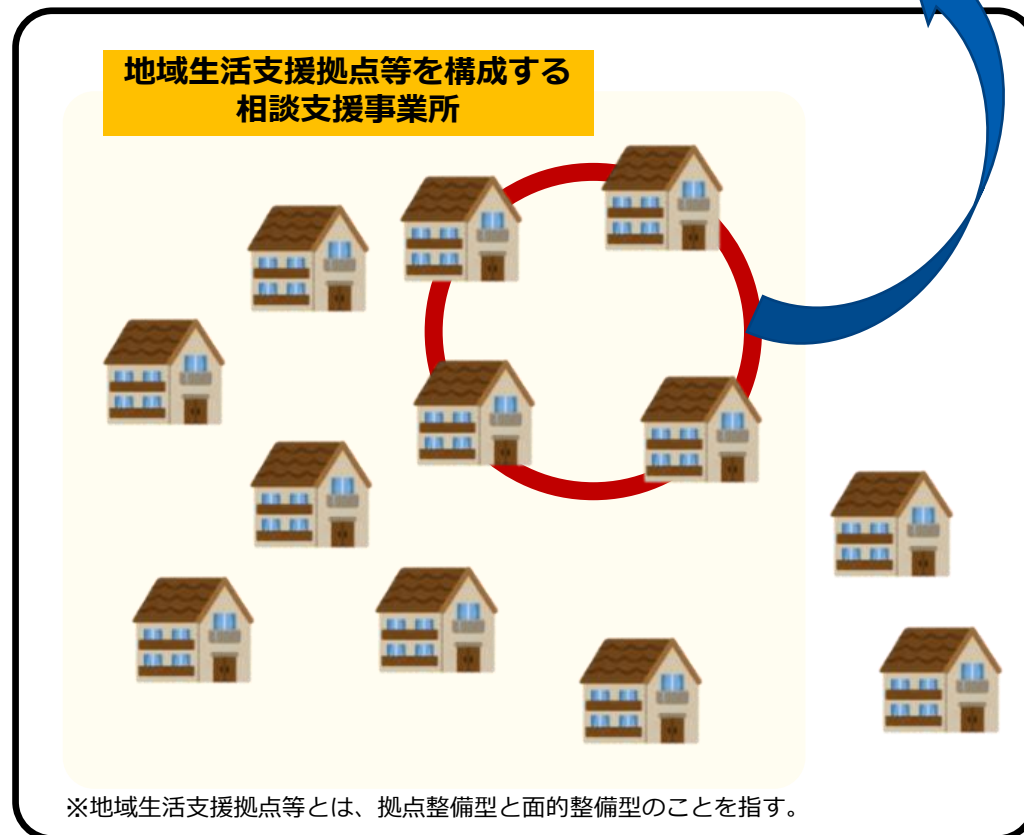 地域生活支援拠点等を構成する
相談支援事業所
※地域生活支援拠点等とは、拠点整備型と面的整備型のことを指す。